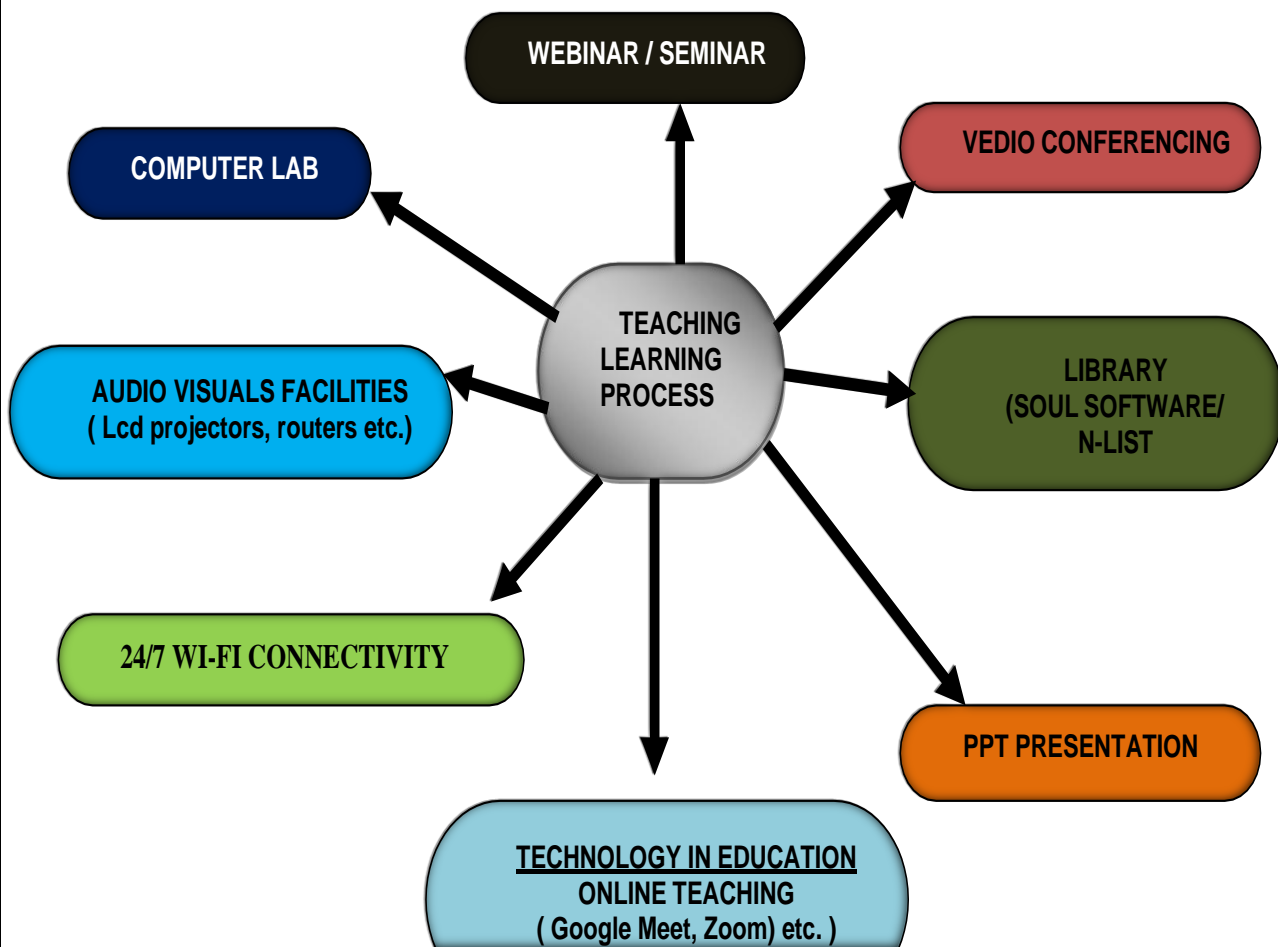 WEBINAR / SEMINAR
VEDIO CONFERENCING
COMPUTER LAB
TEACHING
LEARNING
PROCESS
LIBRARY
(SOUL SOFTWARE/
N-LIST
AUDIO VISUALS FACILITIES
( Lcd projectors, routers etc.)
24/7 WI-FI CONNECTIVITY
PPT PRESENTATION
TECHNOLOGY IN EDUCATION
ONLINE TEACHING
( Google Meet, Zoom) etc. )